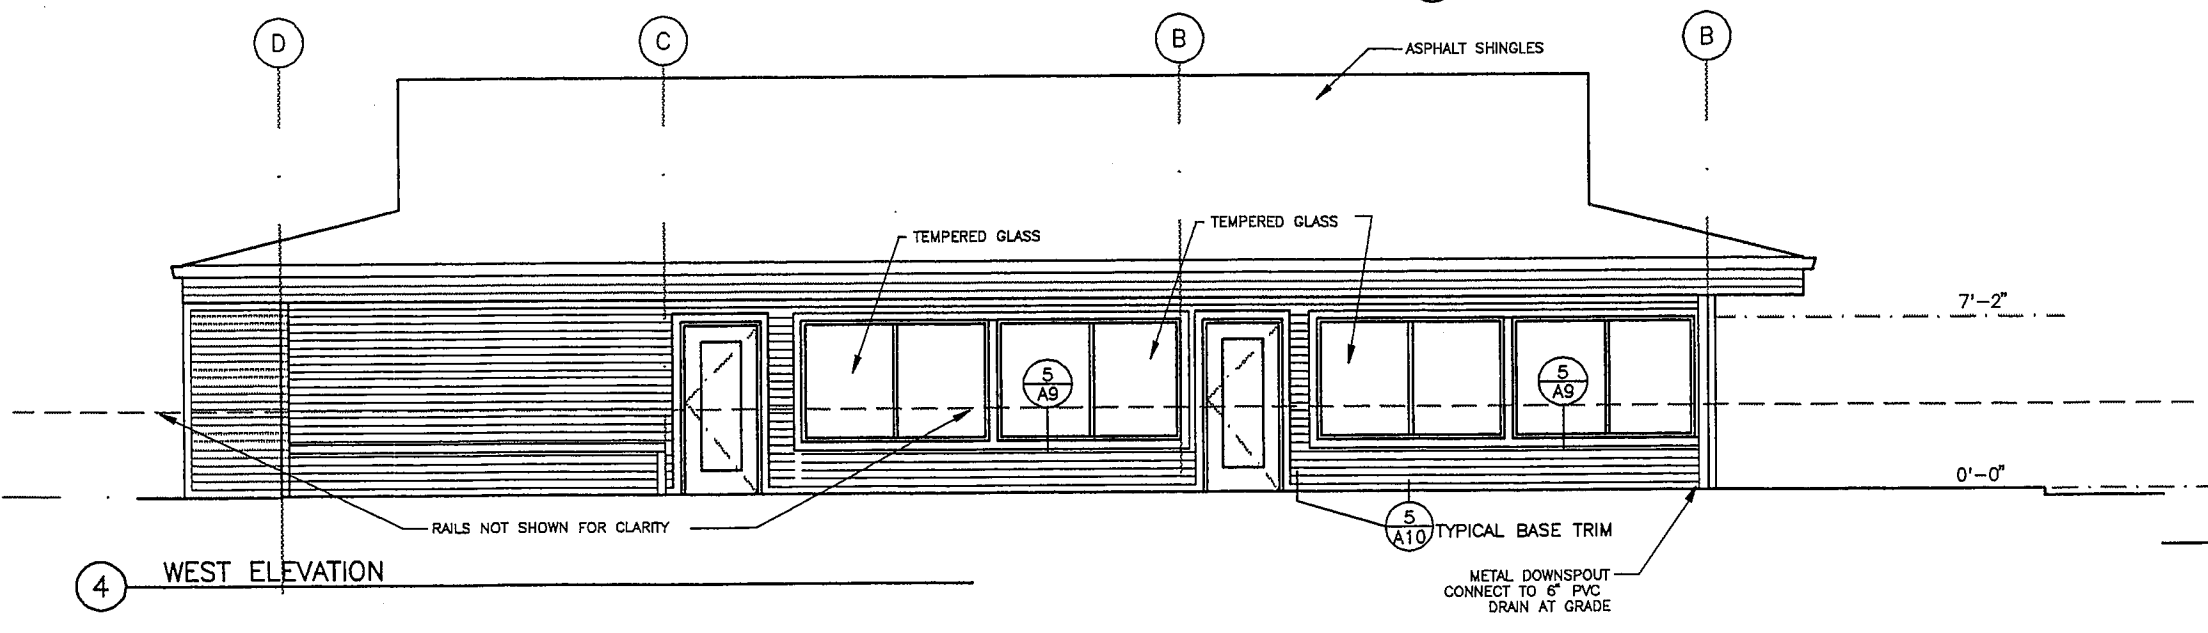 D
C
B
B
ASPHALT SHINGLES
TEMPERED GLASS
TEMPERED GLASS
7'-2"
5
A9
5
A9
0'-0"
RAILS NOT SHOWN FOR CLARITY
5
A10
TYPICAL BASE TRIM
4
WEST ELEVATION
METAL DOWNSPOUT
CONNECT TO 6" PVC
DRAIN AT GRADE